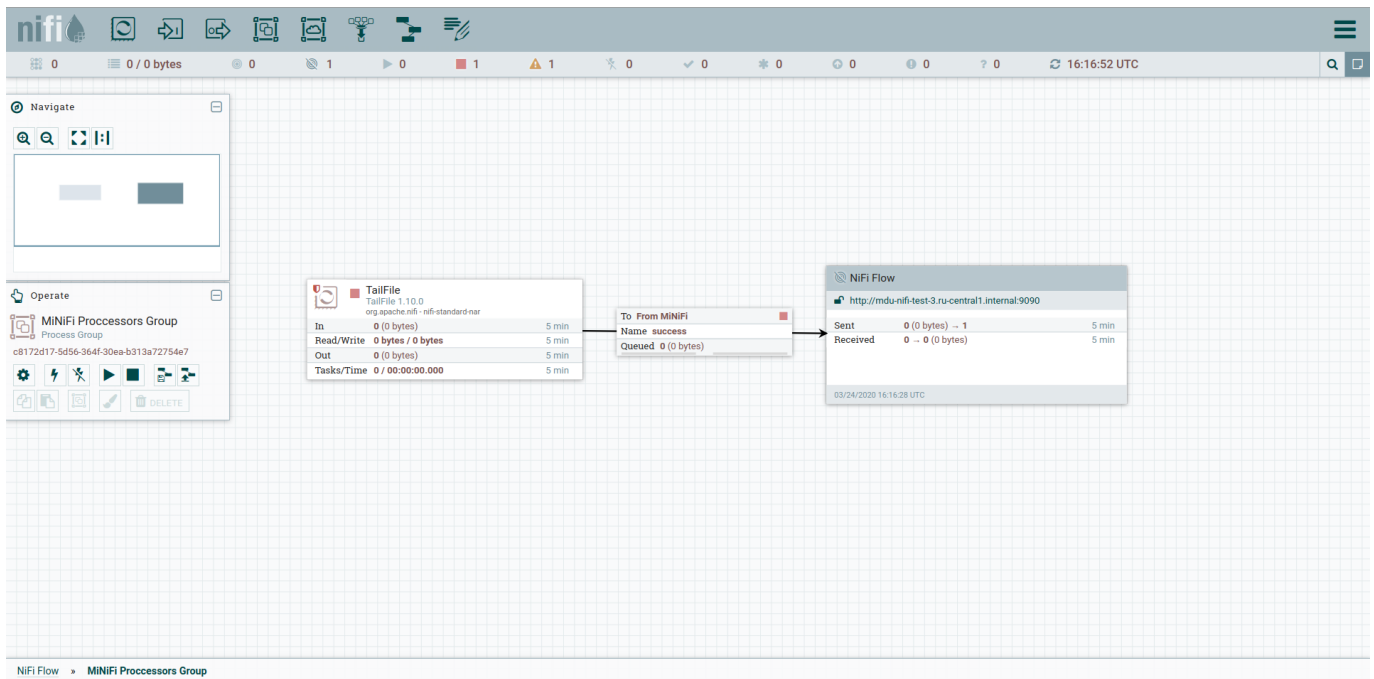 nifi
0 0 / 0 bytes 0 1 0 1 1 0 0 0 0 0 ? 0 16:16:52 UTC
Navigate
Operate
MiNiFi Proccessors Group
Process Group
c8172d17-5d56-364f-30ea-b313a72754e7
DELETE
TailFile
TailFile 1.10.0
org.apache.nifi - nifi-standard-nar
In 0 (0 bytes) 5 min
Read/Write 0 bytes / 0 bytes 5 min
Out 0 (0 bytes) 5 min
Tasks/Time 0 / 00:00:00.000 5 min
To From MiNiFi
Name success
Queued 0 (0 bytes)
NiFi Flow
http://mdu-nifi-test-3.ru-central1.internal:9090
Sent 0 (0 bytes) → 1 5 min
Received 0 → 0 (0 bytes) 5 min
03/24/2020 16:16:28 UTC
NiFi Flow » MiNiFi Proccessors Group